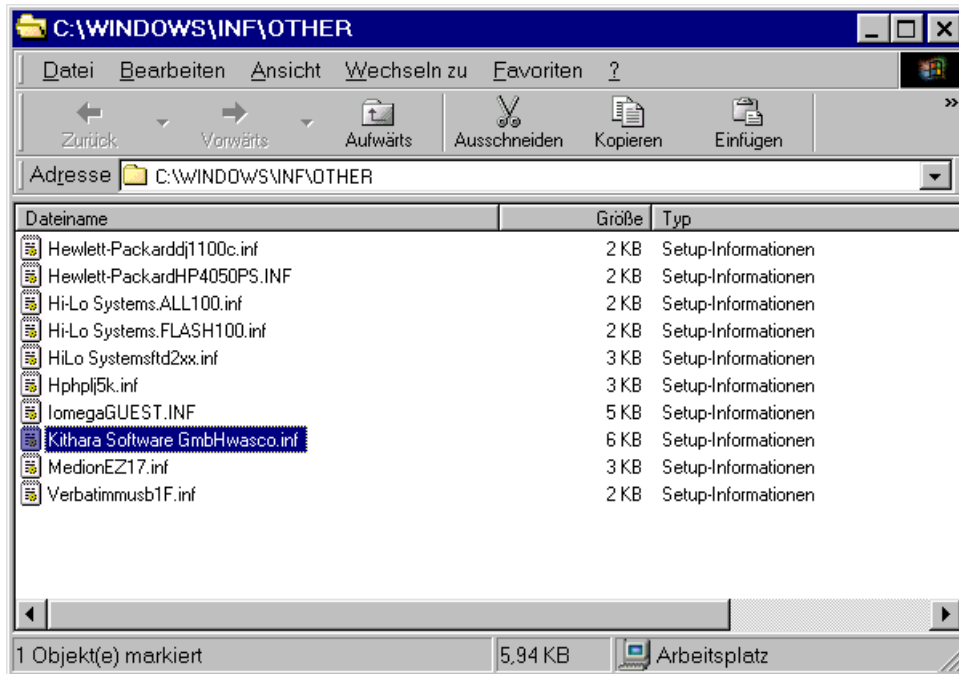 C:\WINDOWS\INF\OTHER
Datei Bearbeiten Ansicht Wechseln zu Favoriten ?
Zurück Vorwärts Aufwärts Ausschneiden Kopieren Einfügen »
Adresse C:\WINDOWS\INF\OTHER
Dateiname Größe Typ
Hewlett-Packarddj1100c.inf 2 KB Setup-Informationen
Hewlett-PackardHP4050PS.INF 2 KB Setup-Informationen
Hi-Lo Systems.ALL100.inf 2 KB Setup-Informationen
Hi-Lo Systems.FLASH100.inf 2 KB Setup-Informationen
HiLo Systemsftd2xx.inf 3 KB Setup-Informationen
Hphplj5k.inf 3 KB Setup-Informationen
IomegaGUEST.INF 5 KB Setup-Informationen
Kithara Software GmbHwasco.inf 6 KB Setup-Informationen
MedionEZ17.inf 3 KB Setup-Informationen
Verbatimmusb1F.inf 2 KB Setup-Informationen
1 Objekt(e) markiert 5,94 KB Arbeitsplatz